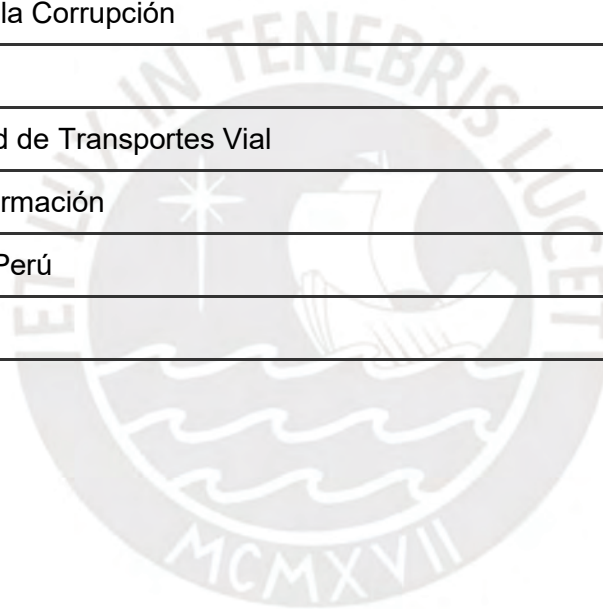 la Corrupción
d de Transportes Vial
rmación
Perú
ET LUX IN TENEBRIS LUCET
MCMXVII